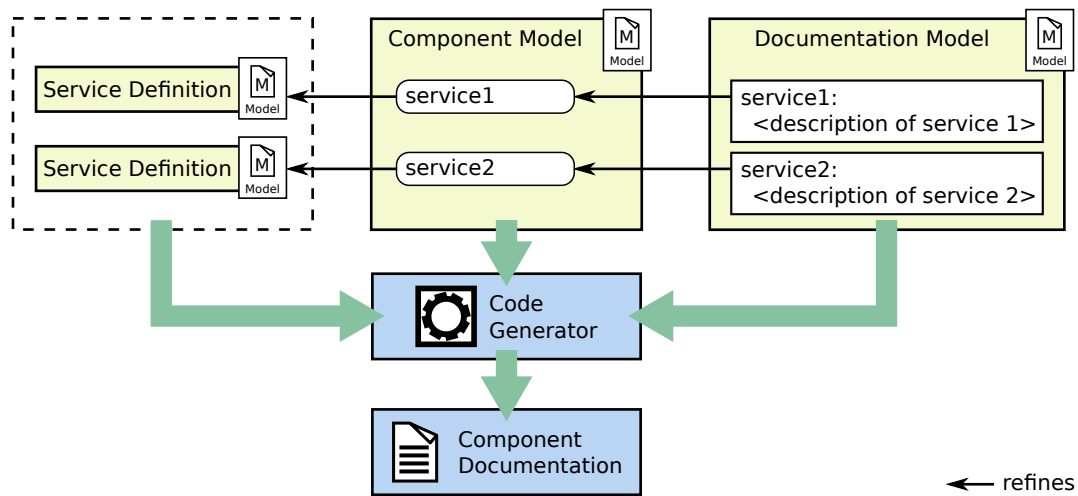 Component Model
M
Model
Documentation Model
M
Model
Service Definition
M
Model
service1
service1:
<description of service 1>
Service Definition
M
Model
service2
service2:
<description of service 2>
Code
Generator
Component
Documentation
refines